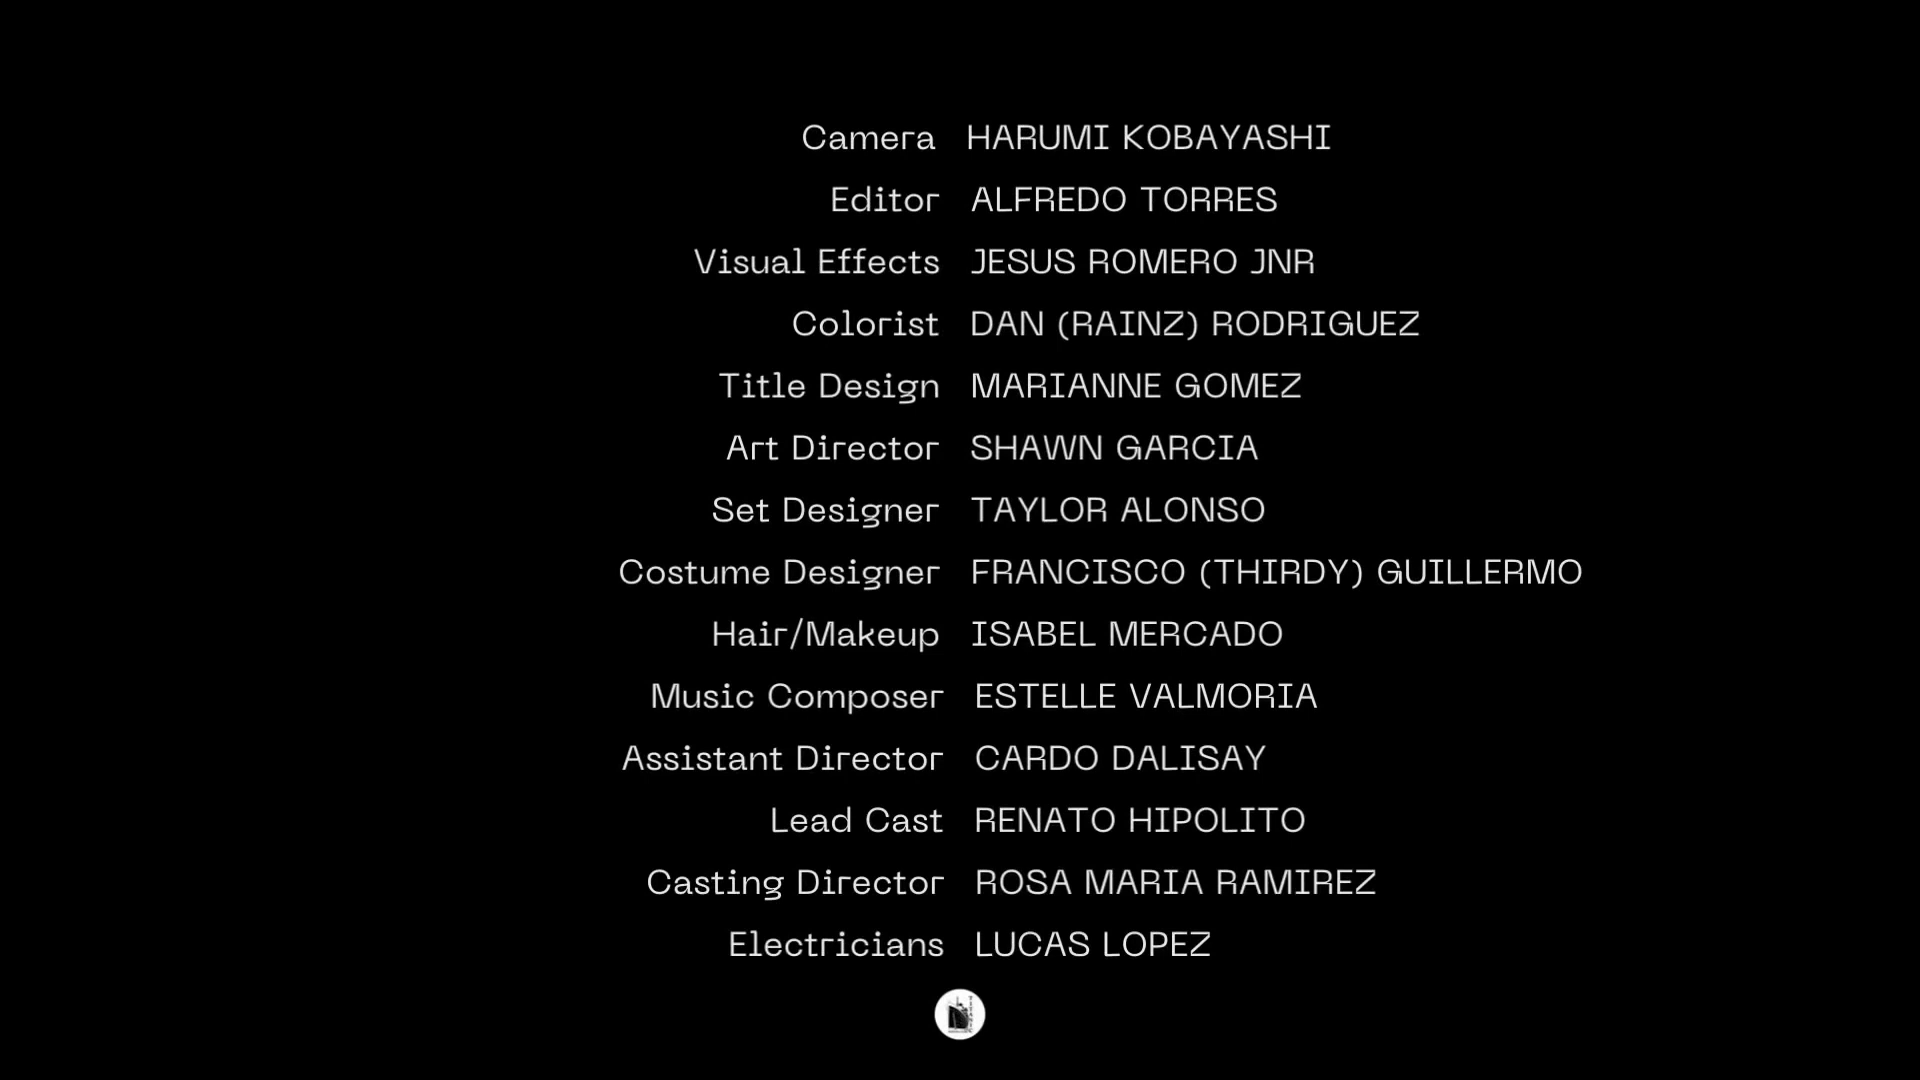 Camera HARUMI KOBAYASHI
Editor ALFREDO TORRES
Visual Effects JESUS ROMERO JNR
Colorist DAN (RAINZ) RODRIGUEZ
Title Design MARIANNE GOMEZ
Art Director SHAWN GARCIA
Set Designer TAYLOR ALONSO
Costume Designer FRANCISCO (THIRDY) GUILLERMO
Hair/Makeup ISABEL MERCADO
Music Composer ESTELLE VALMORIA
Assistant Director CARDO DALISAY
Lead Cast RENATO HIPOLITO
Casting Director ROSA MARIA RAMIREZ
Electricians LUCAS LOPEZ